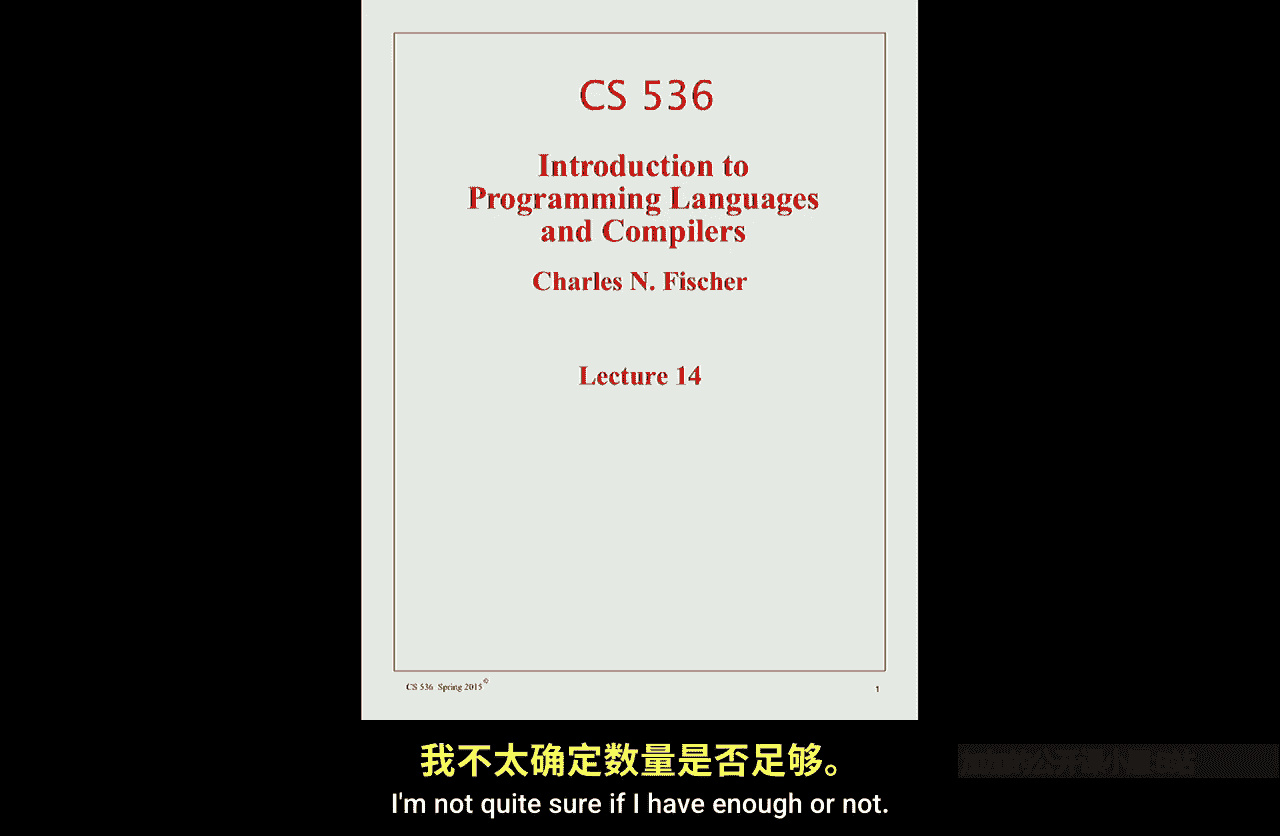 CS 536
Introduction to
Programming Languages
and Compilers
Charles N. Fischer
Lecture 14
CS 536 Spring 2015©
1
我不太确定数量是否足够。
I'm not quite sure if I have enough or not.